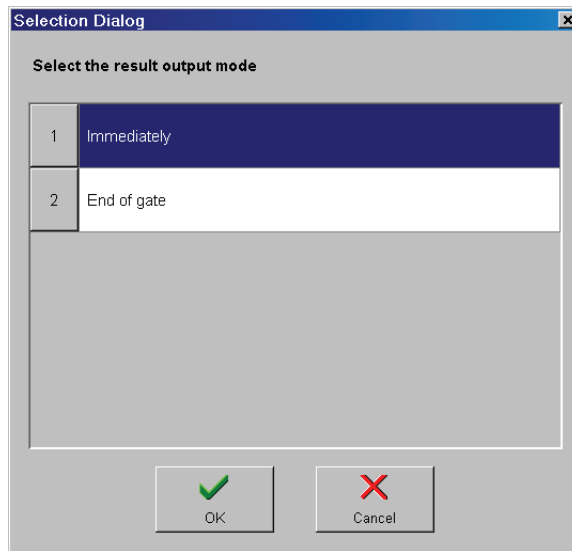 Selection Dialog
Select the result output mode
1 Immediately
2 End of gate
OK Cancel